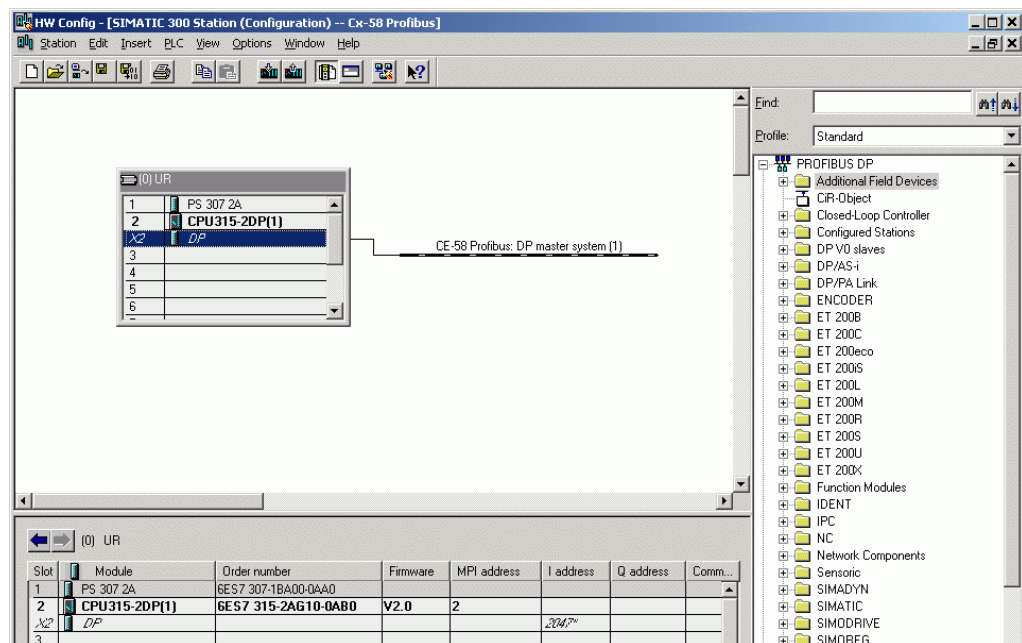 HW Config - [SIMATIC 300 Station (Configuration) -- Cx-58 Profibus]
Station Edit Insert PLC View Options Window Help
(0) UR
1 PS 307 2A
2 CPU315-2DP(1)
X2 DP
3
4
5
6
CE-58 Profibus: DP master system (1)
Find:
Profile: Standard
PROFIBUS DP
Additional Field Devices
CiR-Object
Closed-Loop Controller
Configured Stations
DP V0 slaves
DP/AS-i
DP/PA Link
ENCODER
ET 200B
ET 200C
ET 200eco
ET 200iS
ET 200L
ET 200M
ET 200R
ET 200S
ET 200U
ET 200X
Function Modules
IDENT
IPC
NC
Network Components
Sensoric
SIMADYN
SIMATIC
SIMODRIVE
SIMOREG
(0) UR
Slot Module Order number Firmware MPI address I address Q address Comm...
1 PS 307 2A 6ES7 307-1BA00-0AA0
2 CPU315-2DP(1) 6ES7 315-2AG10-0AB0 V2.0 2
X2 DP 2047*
3